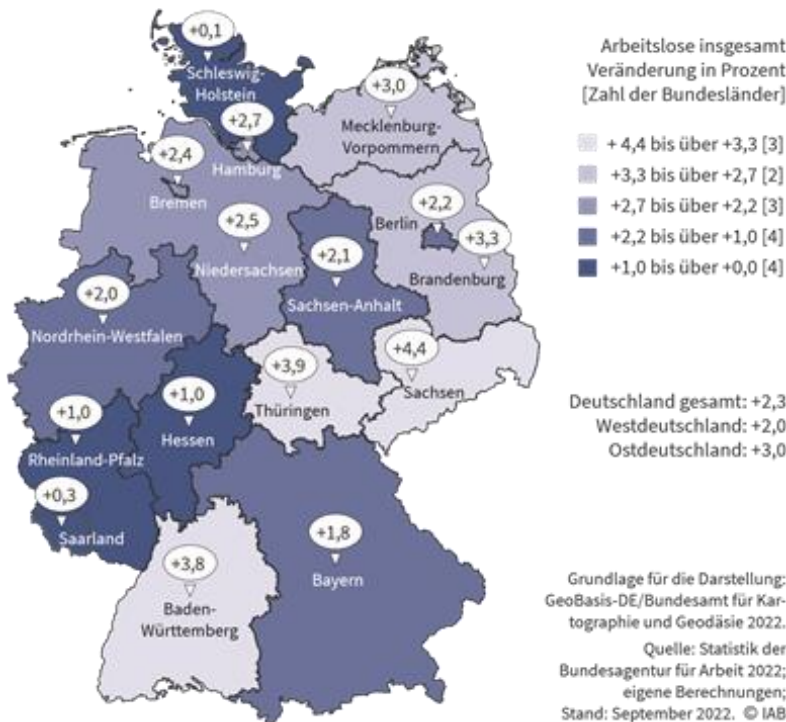 +0,1
Schleswig-
Holstein
+3,0
Mecklenburg-
Vorpommern
+2,7
Hamburg
+2,4
Bremen
+2,2
Berlin
+2,5
Niedersachsen
+3,3
Brandenburg
+2,1
Sachsen-Anhalt
+2,0
Nordrhein-Westfalen
+4,4
Sachsen
+3,9
Thüringen
+1,0
Hessen
+1,0
Rheinland-Pfalz
+0,3
Saarland
+1,8
Bayern
+3,8
Baden-
Württemberg
Arbeitslose insgesamt
Veränderung in Prozent
[Zahl der Bundesländer]
+ 4,4 bis über +3,3 [3]
+3,3 bis über +2,7 [2]
+2,7 bis über +2,2 [3]
+2,2 bis über +1,0 [4]
+1,0 bis über +0,0 [4]
Deutschland gesamt: +2,3
Westdeutschland: +2,0
Ostdeutschland: +3,0
Grundlage für die Darstellung:
GeoBasis-DE/Bundesamt für Kar-
tographie und Geodäsie 2022.
Quelle: Statistik der
Bundesagentur für Arbeit 2022;
eigene Berechnungen;
Stand: September 2022. © IAB